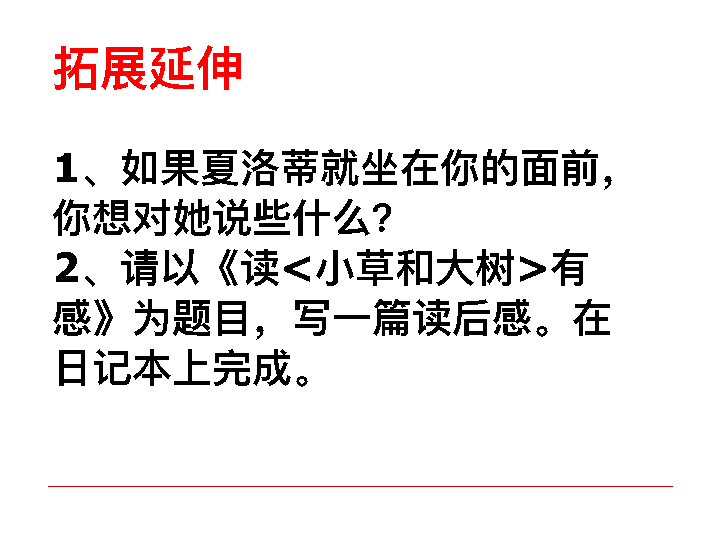 拓展延伸
1、如果夏洛蒂就坐在你的面前，
你想对她说些什么？
2、请以《读<小草和大树>有
感》为题目，写一篇读后感。在
日记本上完成。